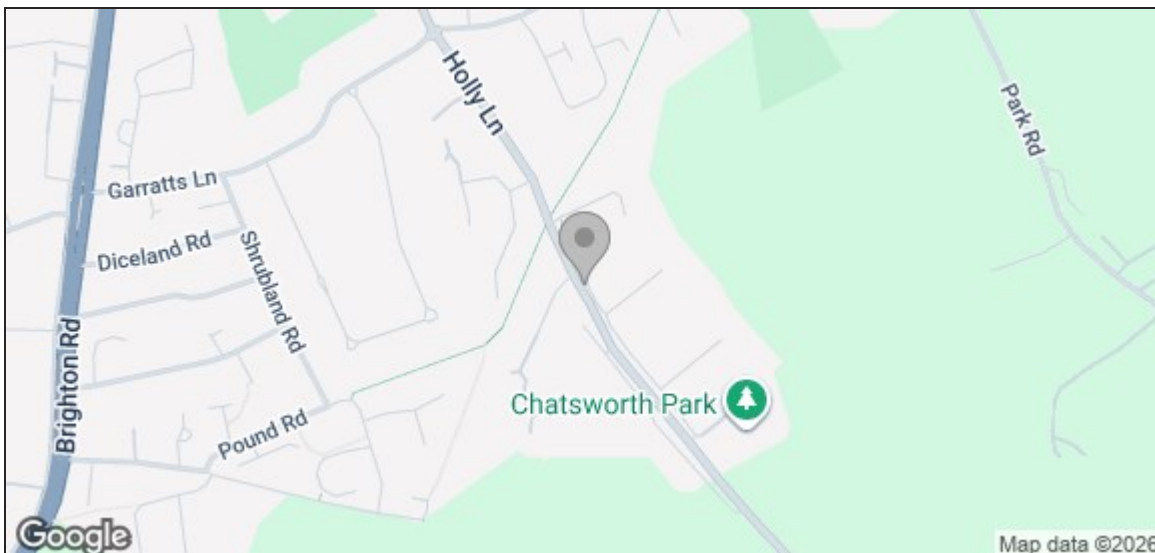 Holly Ln
Park Rd
Garratts Ln
Diceland Rd
Shrubland Rd
Brighton Rd
Chatsworth Park
Pound Rd
Google
Map data ©2026